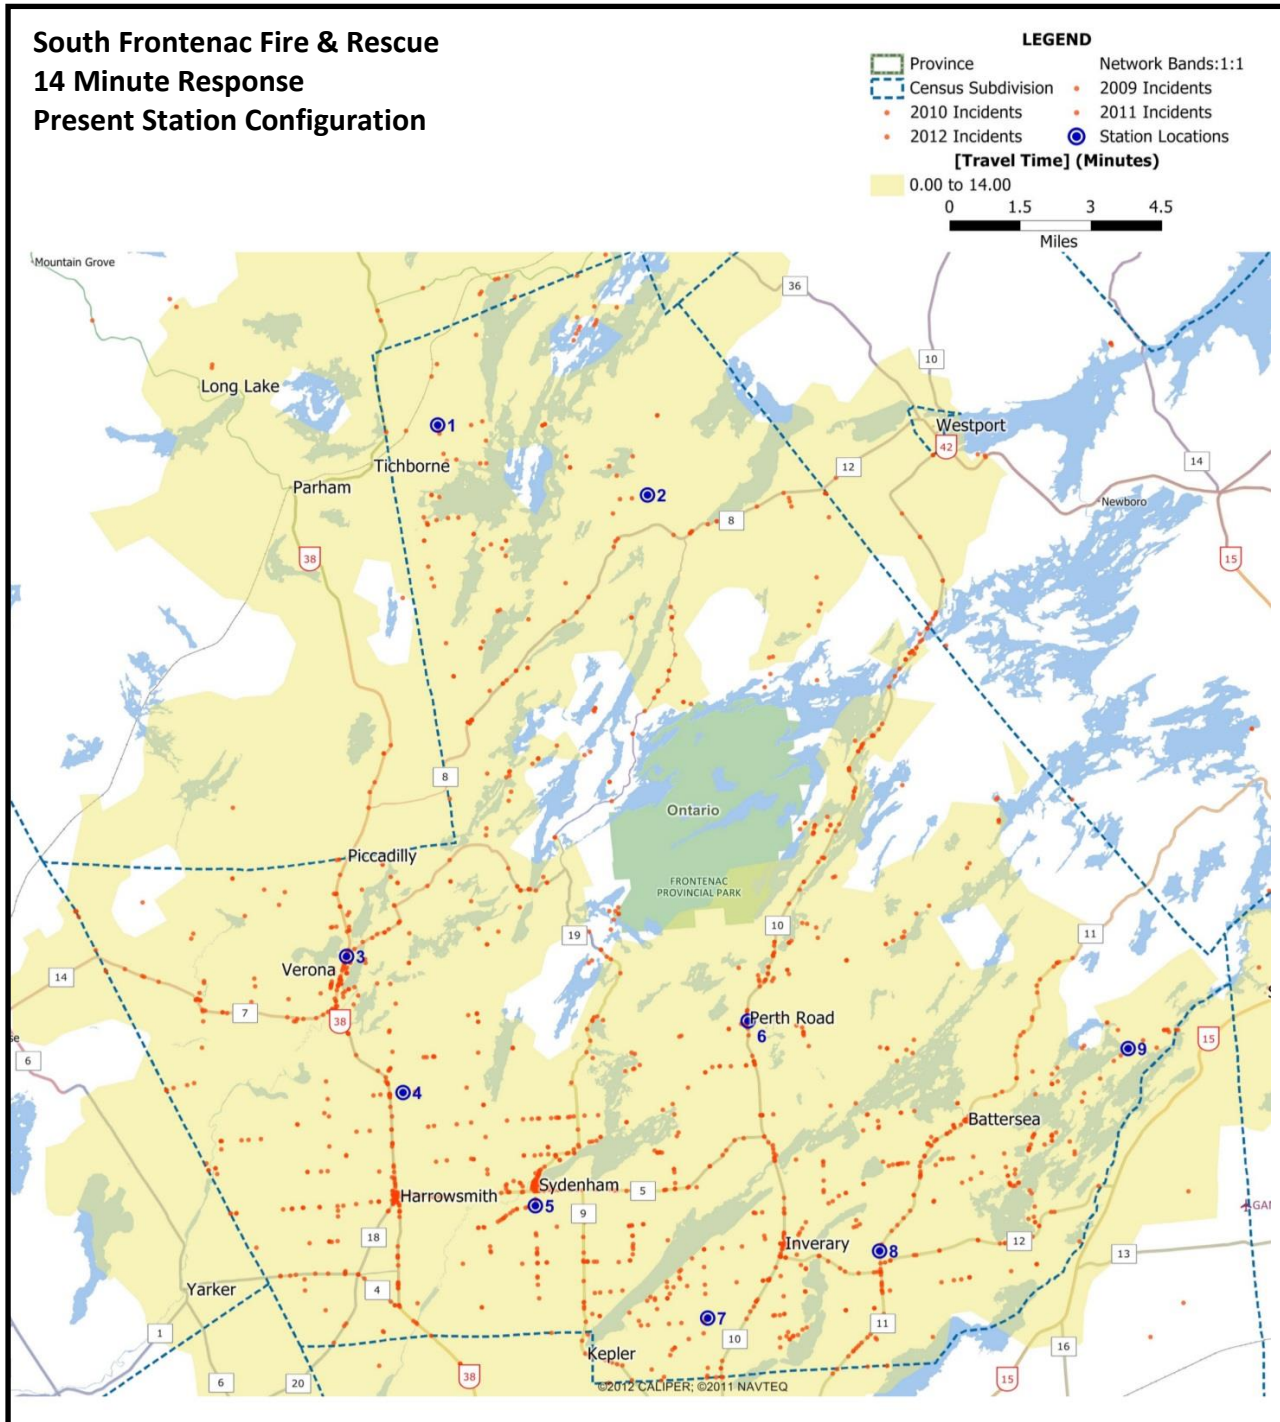 South Frontenac Fire & Rescue
14 Minute Response
Present Station Configuration
LEGEND
Province
Network Bands:1:1
Census Subdivision
2009 Incidents
2010 Incidents
2011 Incidents
2012 Incidents
Station Locations
[Travel Time] (Minutes)
0.00 to 14.00
0 1.5 3 4.5
Miles
Mountain Grove
36
10
Long Lake
1
Westport
42
Tichborne
12
14
Parham
2
Newboro
8
38
15
8
Ontario
Piccadilly
FRONTENAC
PROVINCIAL PARK
10
19
11
3
Verona
14
7
38
Perth Road
6
15
9
6
4
Battersea
Sydenham
5
Harrowsmith
5
9
18
Inverary
8
12
13
GAN
Yarker
4
7
11
1
10
16
Kepler
38
6
20
15
©2012 CALIPER; ©2011 NAVTEQ